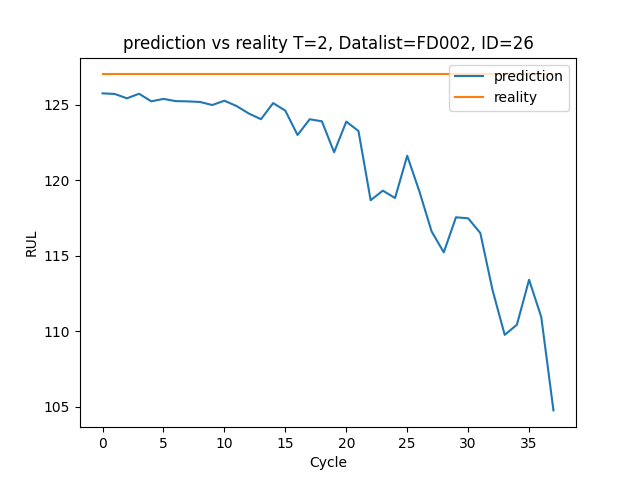 prediction vs reality T=2, Datalist=FD002, ID=26
prediction
reality
125
120
115
110
105
RUL
0 5 10 15 20 25 30 35
Cycle